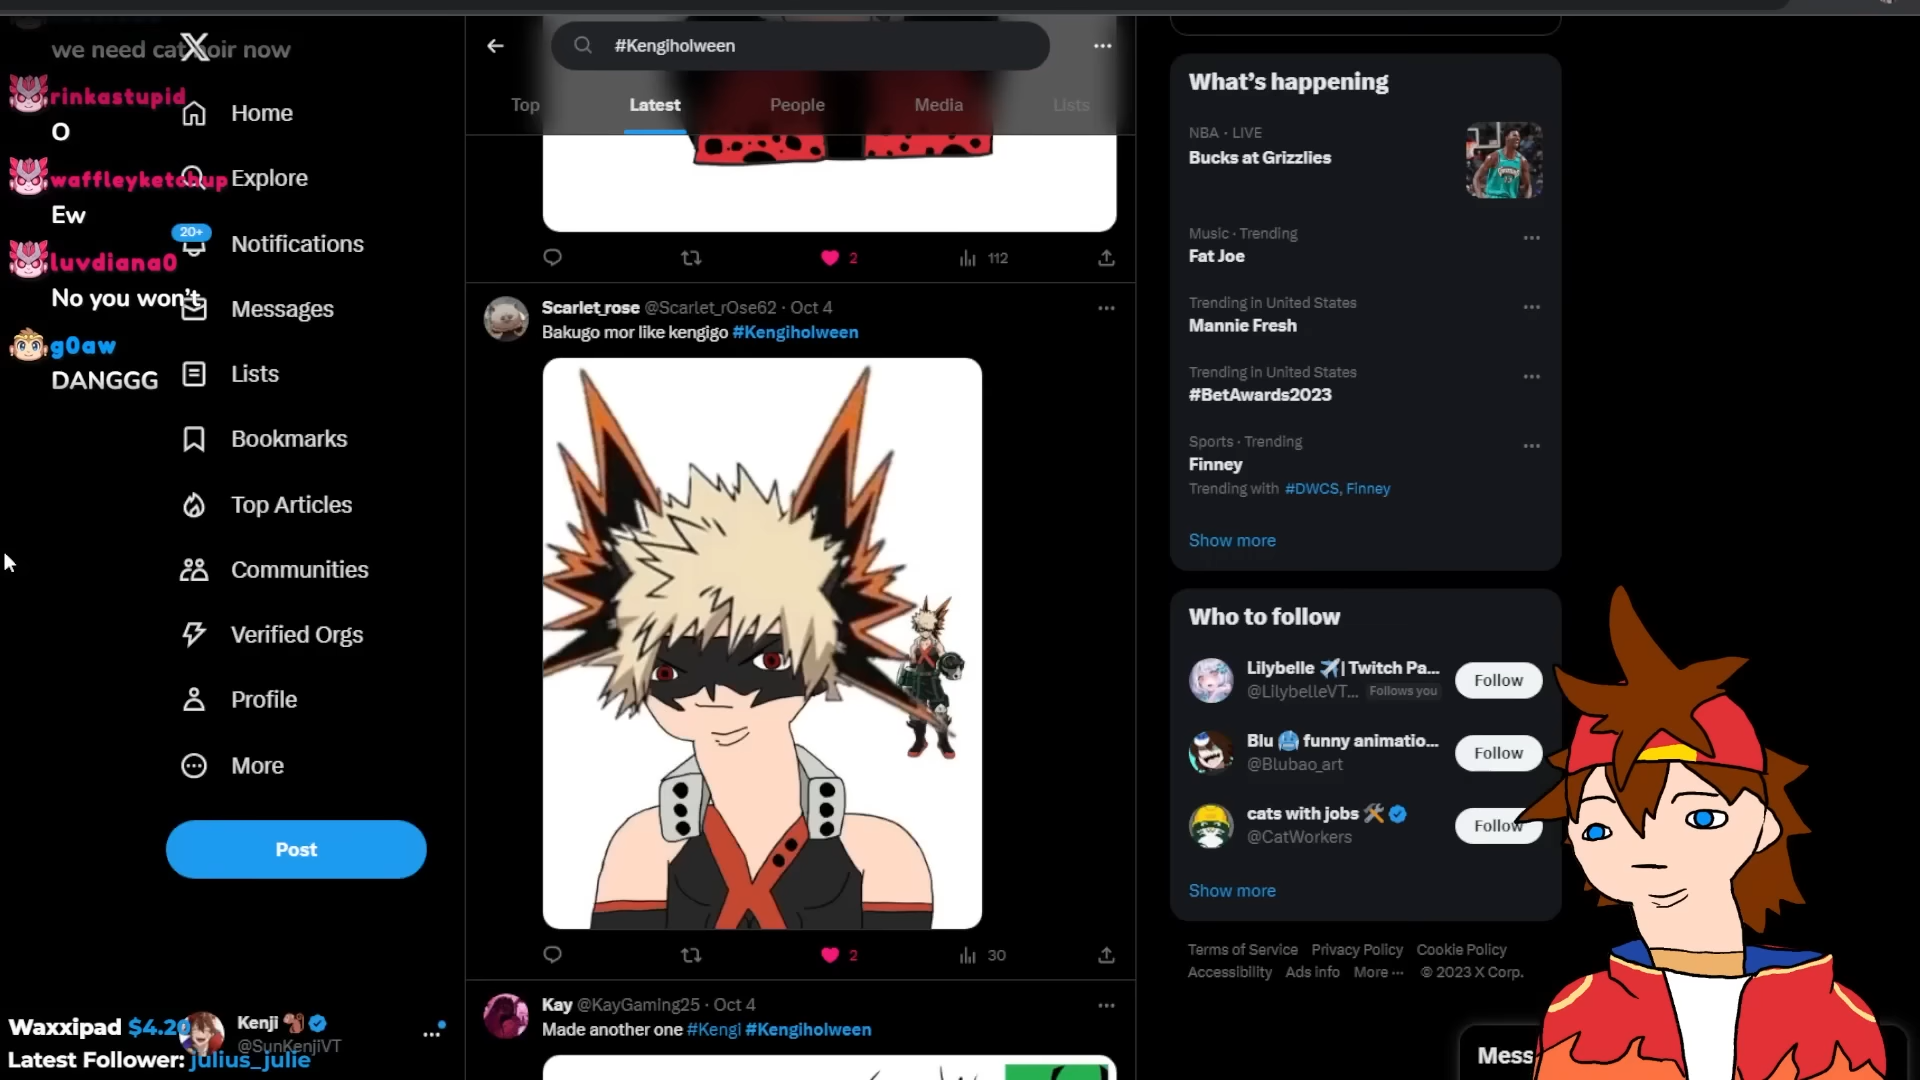 we need cat noir now
rinkastupid
O
waffleyketchup
Ew
luvdiana0
No you won't
g0aw
DANGGG
Home
Explore
20+
Notifications
Messages
Lists
Bookmarks
Top Articles
Communities
Verified Orgs
Profile
More
Post
Waxxipad $4.20
Kenji
@SunKenjiVT
Latest Follower: julius_julie
#Kengiholween
Top
Latest
People
Media
Lists
2
112
Scarlet_rose @Scarlet_rOse62 · Oct 4
Bakugo mor like kengigo #Kengiholween
2
30
Kay @KayGaming25 · Oct 4
Made another one #Kengi #Kengiholween
What's happening
NBA · LIVE
Bucks at Grizzlies
Music · Trending
Fat Joe
Trending in United States
Mannie Fresh
Trending in United States
#BetAwards2023
Sports · Trending
Finney
Trending with #DWCS, Finney
Show more
Who to follow
Lilybelle | Twitch Pa...
@LilybelleVT... Follows you
Follow
Blu funny animatio...
@Blubao_art
Follow
cats with jobs
@CatWorkers
Follow
Show more
Terms of Service Privacy Policy Cookie Policy
Accessibility Ads info More ··· © 2023 X Corp.
Mess